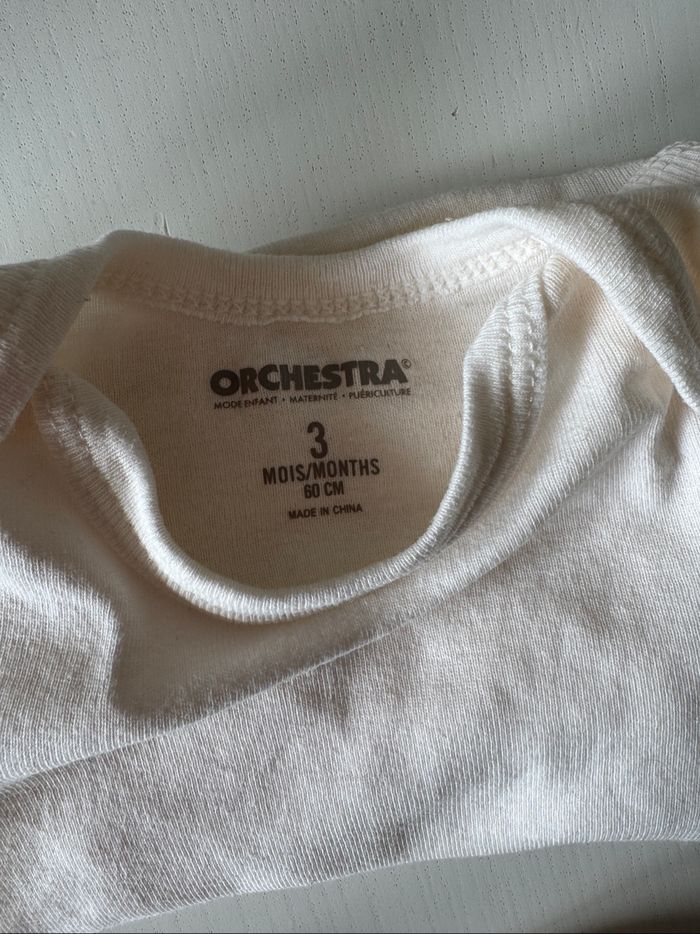 ORCHESTRA©
MODE ENFANT • MATERNITÉ • PUÉRICULTURE
3
MOIS/MONTHS
60 CM
MADE IN CHINA